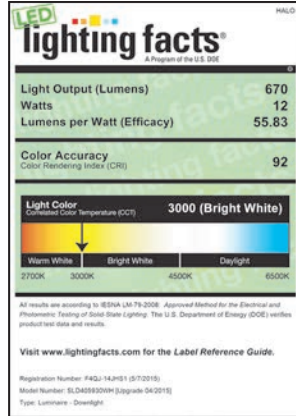 HALO
LED
lighting facts®
A Program of the U.S. DOE
Light Output (Lumens) 670
Watts 12
Lumens per Watt (Efficacy) 55.83
Color Accuracy 92
Color Rendering Index (CRI)
Light Color 3000 (Bright White)
Correlated Color Temperature (CCT)
Warm White Bright White Daylight
2700K 3000K 4500K 6500K
All results are according to IESNA LM-79-2008: Approved Method for the Electrical and
Photometric Testing of Solid-State Lighting. The U.S. Department of Energy (DOE) verifies
product test data and results.
Visit www.lightingfacts.com for the Label Reference Guide.
Registration Number: F4QJ-14JHS1 (5/7/2015)
Model Number: SLD405930WH [Upgrade 04/2015]
Type: Luminaire - Downlight